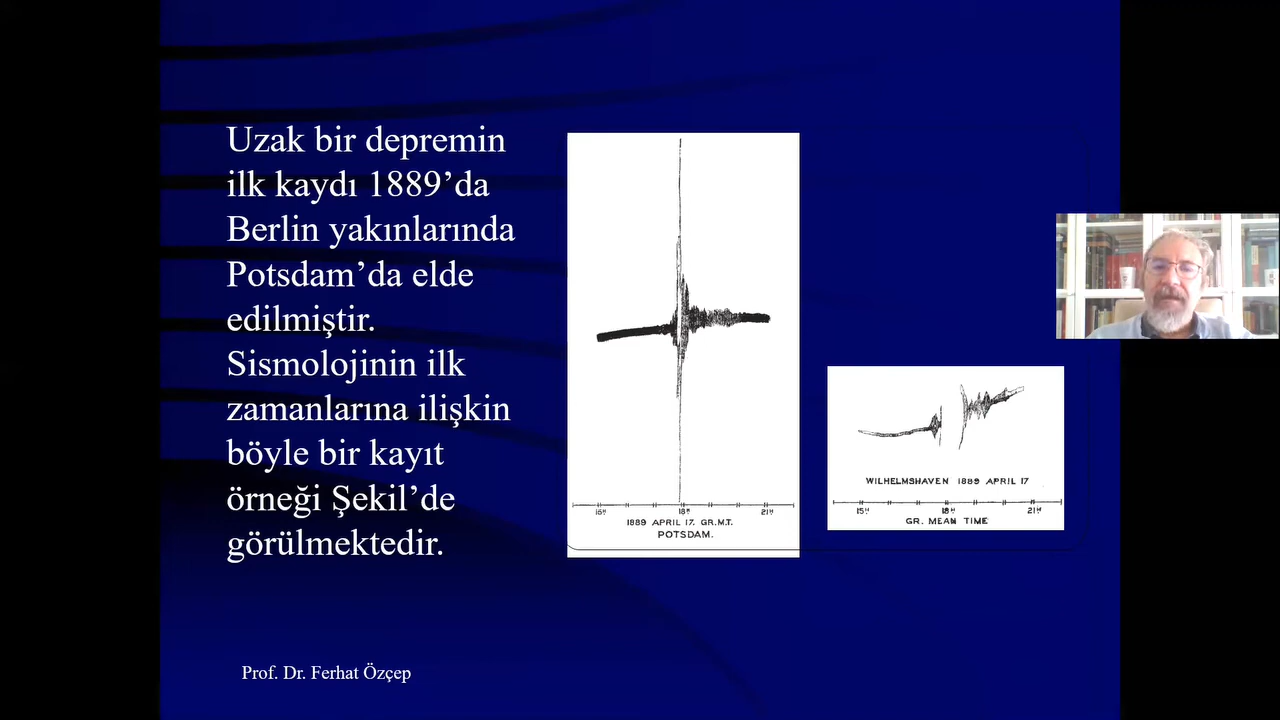 Uzak bir depremin
ilk kaydı 1889’da
Berlin yakınlarında
Potsdam’da elde
edilmiştir.
Sismolojinin ilk
zamanlarına ilişkin
böyle bir kayıt
örneği Şekil’de
görülmektedir.
16H 18H 21H
1889 APRIL 17. GR.M.T.
POTSDAM.
WILHELMSHAVEN 1889 APRIL 17
15H 18H 21H
GR. MEAN TIME
Prof. Dr. Ferhat Özçep